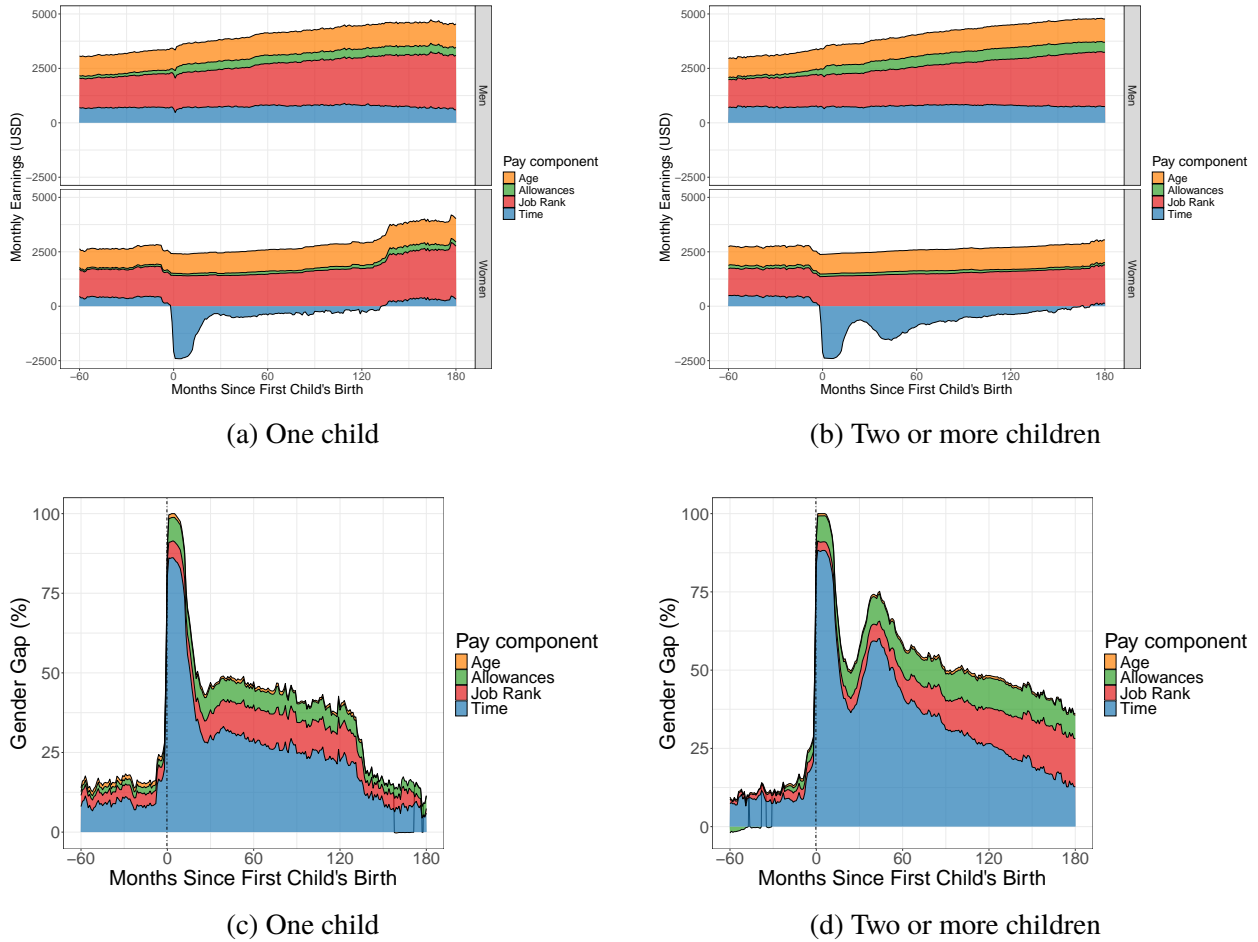 5000
2500
0
−2500
Men
5000
2500
0
−2500
Women
Monthly Earnings (USD)
−60
0
60
120
180
Months Since First Child's Birth
Pay component
Age
Allowances
Job Rank
Time
(a) One child
5000
2500
0
−2500
Men
5000
2500
0
−2500
Women
Monthly Earnings (USD)
−60
0
60
120
180
Months Since First Child's Birth
Pay component
Age
Allowances
Job Rank
Time
(b) Two or more children
100
75
50
25
0
Gender Gap (%)
−60
0
60
120
180
Months Since First Child's Birth
Pay component
Age
Allowances
Job Rank
Time
(c) One child
100
75
50
25
0
Gender Gap (%)
−60
0
60
120
180
Months Since First Child's Birth
Pay component
Age
Allowances
Job Rank
Time
(d) Two or more children